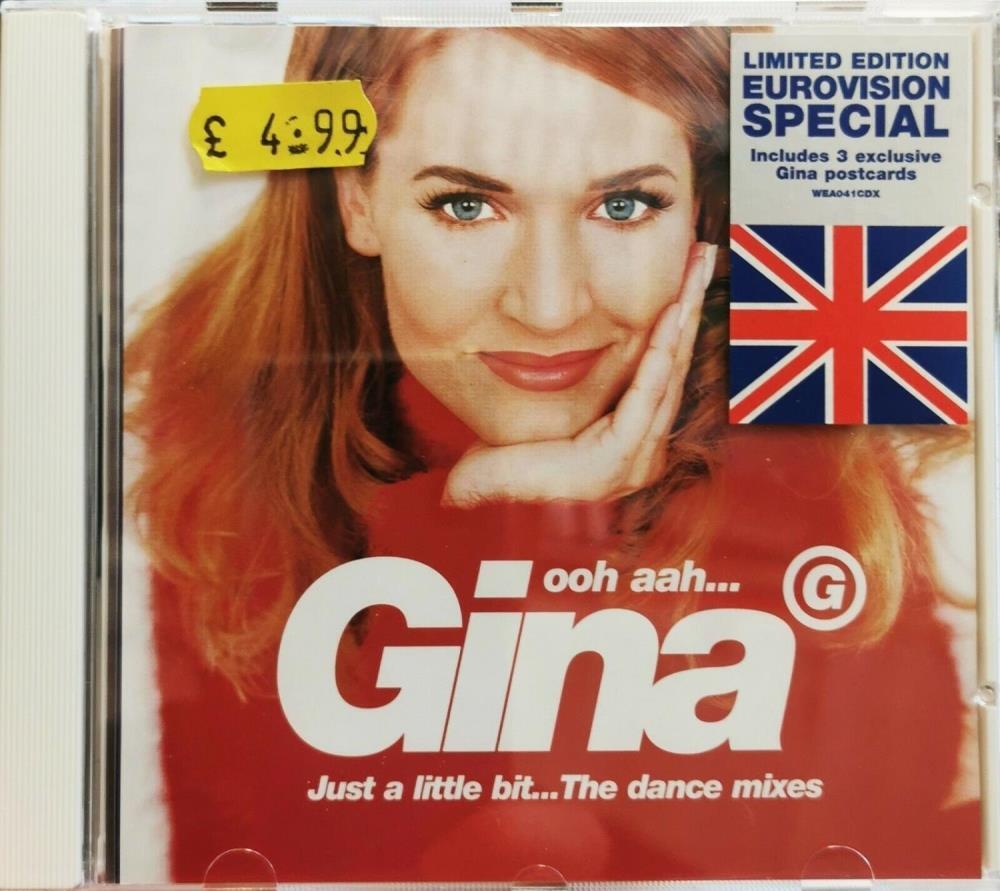 £ 4.99
LIMITED EDITION
EUROVISION
SPECIAL
Includes 3 exclusive
Gina postcards
WEA041CDX
ooh aah...
Gina G
Just a little bit...The dance mixes